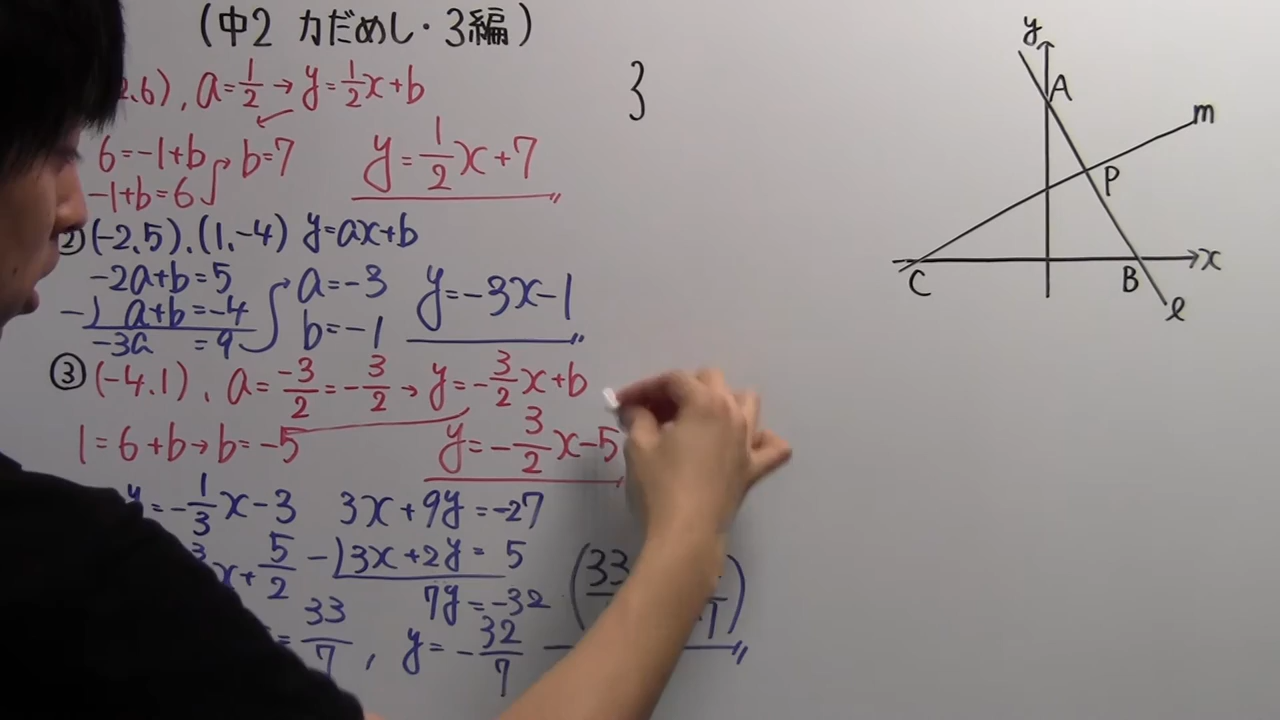 (中2 力だめし・3編)
2.6), a=1/2→y=1/2x+b
6=-1+b
-1+b=6
b=7
y=1/2x+7
② (-2.5).(1.-4) y=ax+b
-2a+b=5
-) a+b=-4
-3a =9
a=-3
b=-1
y=-3x-1
③ (-4.1), a=-3/2=-3/2→y=-3/2x+b
1=6+b→b=-5
y=-3/2x-5
y=-1/3x-3
x+5/2
3x+9y=-27
-)3x+2y=5
7y=-32
=33/7, y=-32/7
(33
3
y
A
m
P
x
C
B
ℓ